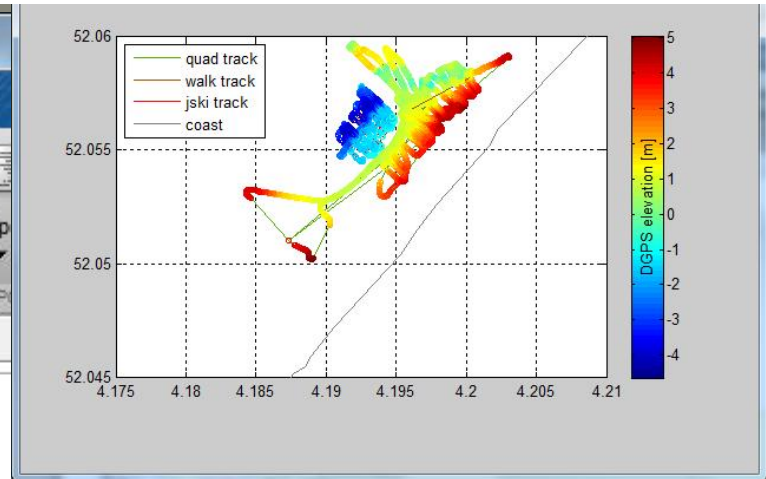 52.06
52.055
52.05
52.045
4.175 4.18 4.185 4.19 4.195 4.2 4.205 4.21
quad track
walk track
jski track
coast
5
4
3
2
1
0
-1
-2
-3
-4
DGPS elevation [m]